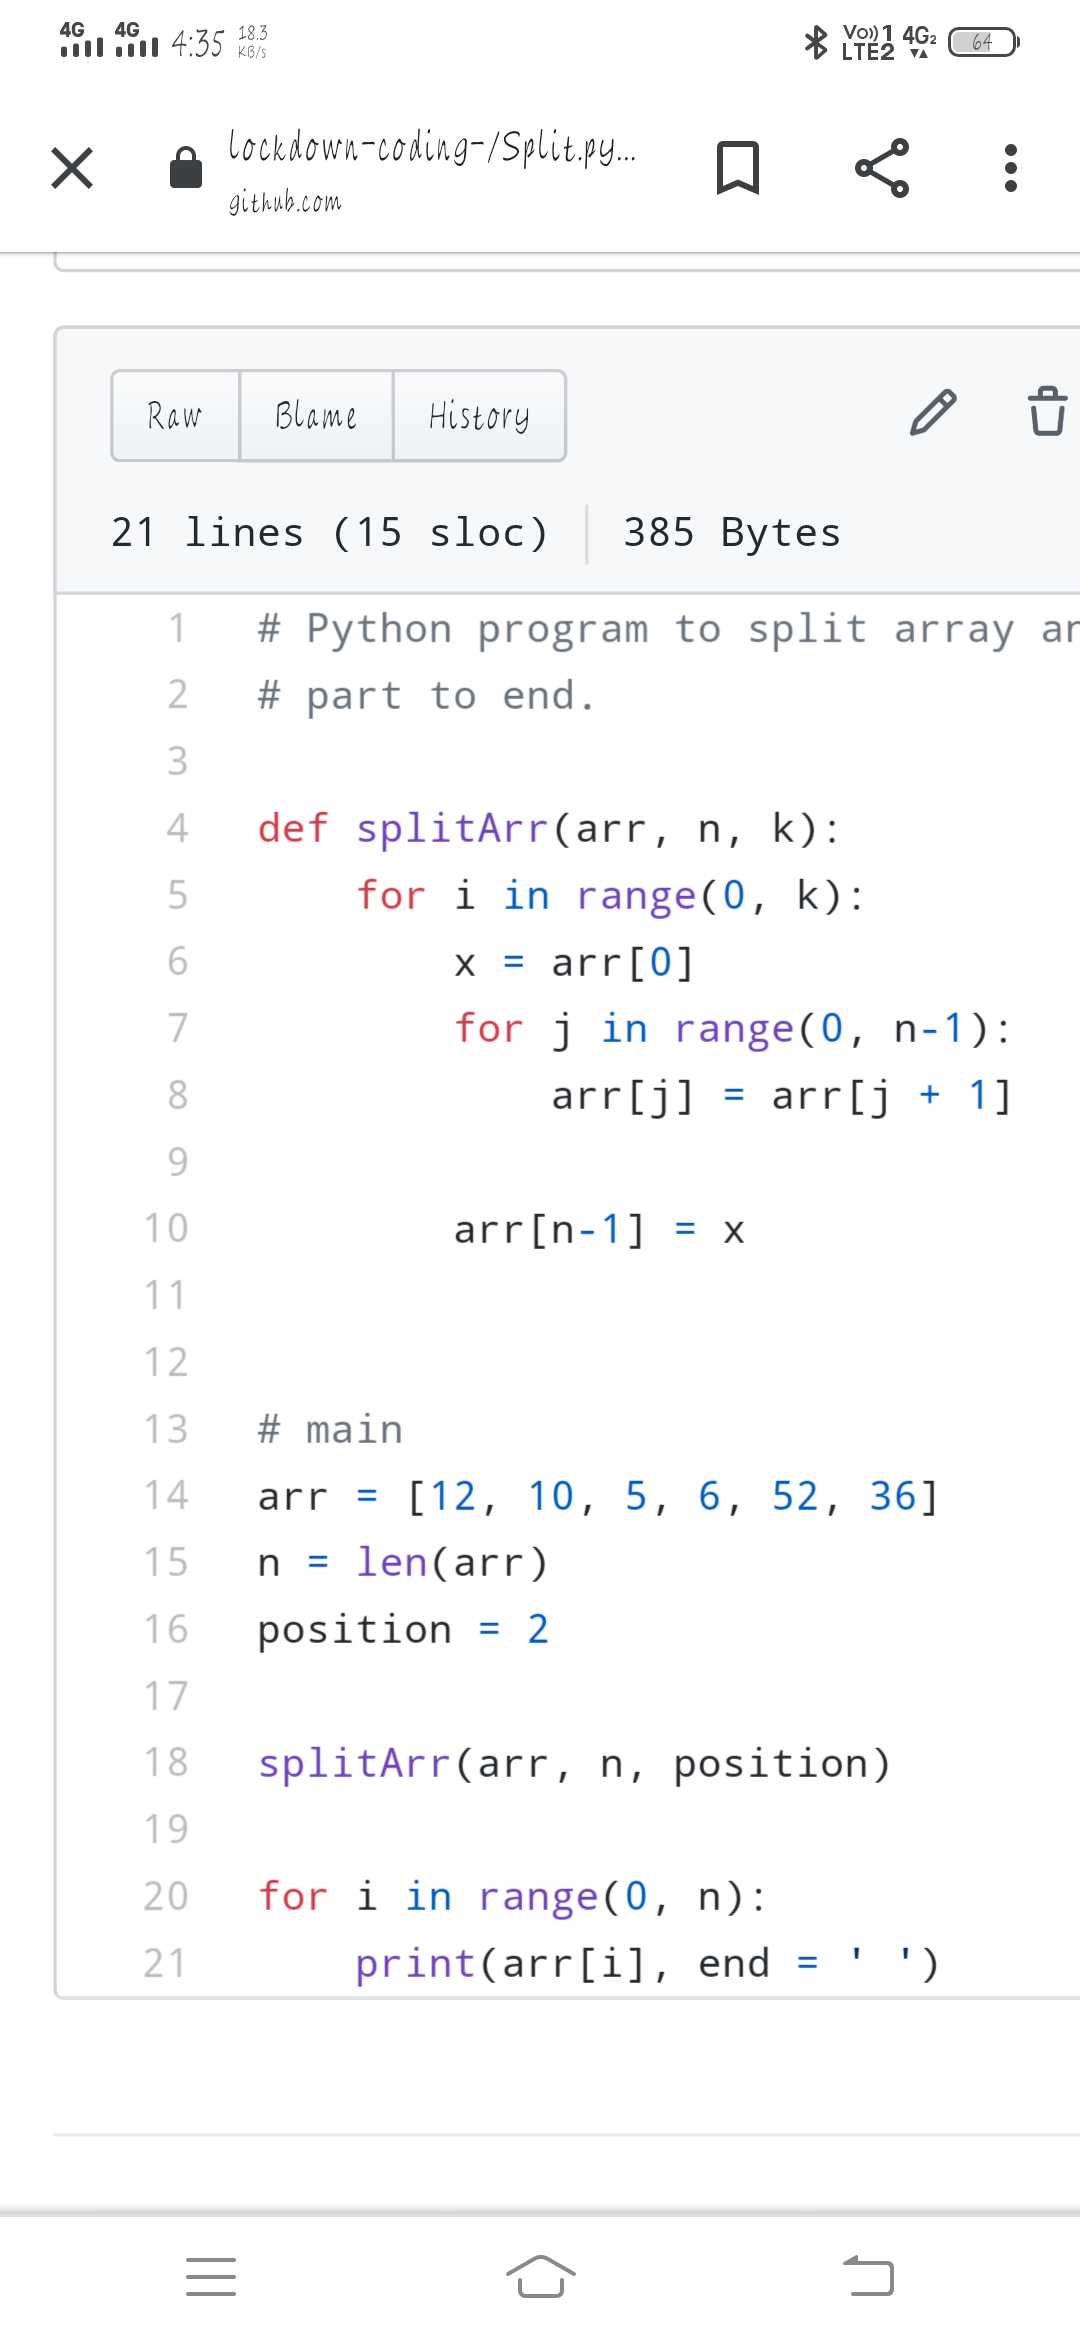 4G 4G 4:35 18.3 KB/s Vo)) 1 LTE2 4G2 64
lockdown-coding-/Split.py...
github.com
Raw Blame History
21 lines (15 sloc) 385 Bytes
1 # Python program to split array an
2 # part to end.
3
4 def splitArr(arr, n, k):
5     for i in range(0, k):
6         x = arr[0]
7         for j in range(0, n-1):
8             arr[j] = arr[j + 1]
9
10         arr[n-1] = x
11
12
13 # main
14 arr = [12, 10, 5, 6, 52, 36]
15 n = len(arr)
16 position = 2
17
18 splitArr(arr, n, position)
19
20 for i in range(0, n):
21     print(arr[i], end = ' ')